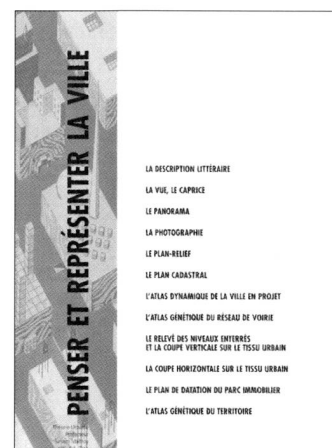 PENSER ET REPRÉSENTER LA VILLE
LA DESCRIPTION LITTÉRAIRE
LA VUE, LE CAPRICE
LE PANORAMA
LA PHOTOGRAPHIE
LE PLAN-RELIEF
LE PLAN CADASTRAL
L'ATLAS DYNAMIQUE DE LA VILLE EN PROJET
L'ATLAS GÉNÉTIQUE DU RÉSEAU DE VOIRIE
LE RELEVÉ DES NIVEAUX ENTERRÉS
ET LA COUPE VERTICALE SUR LE TISSU URBAIN
LA COUPE HORIZONTALE SUR LE TISSU URBAIN
LE PLAN DE DATATION DU PARC IMMOBILIER
L'ATLAS GÉNÉTIQUE DU TERRITOIRE